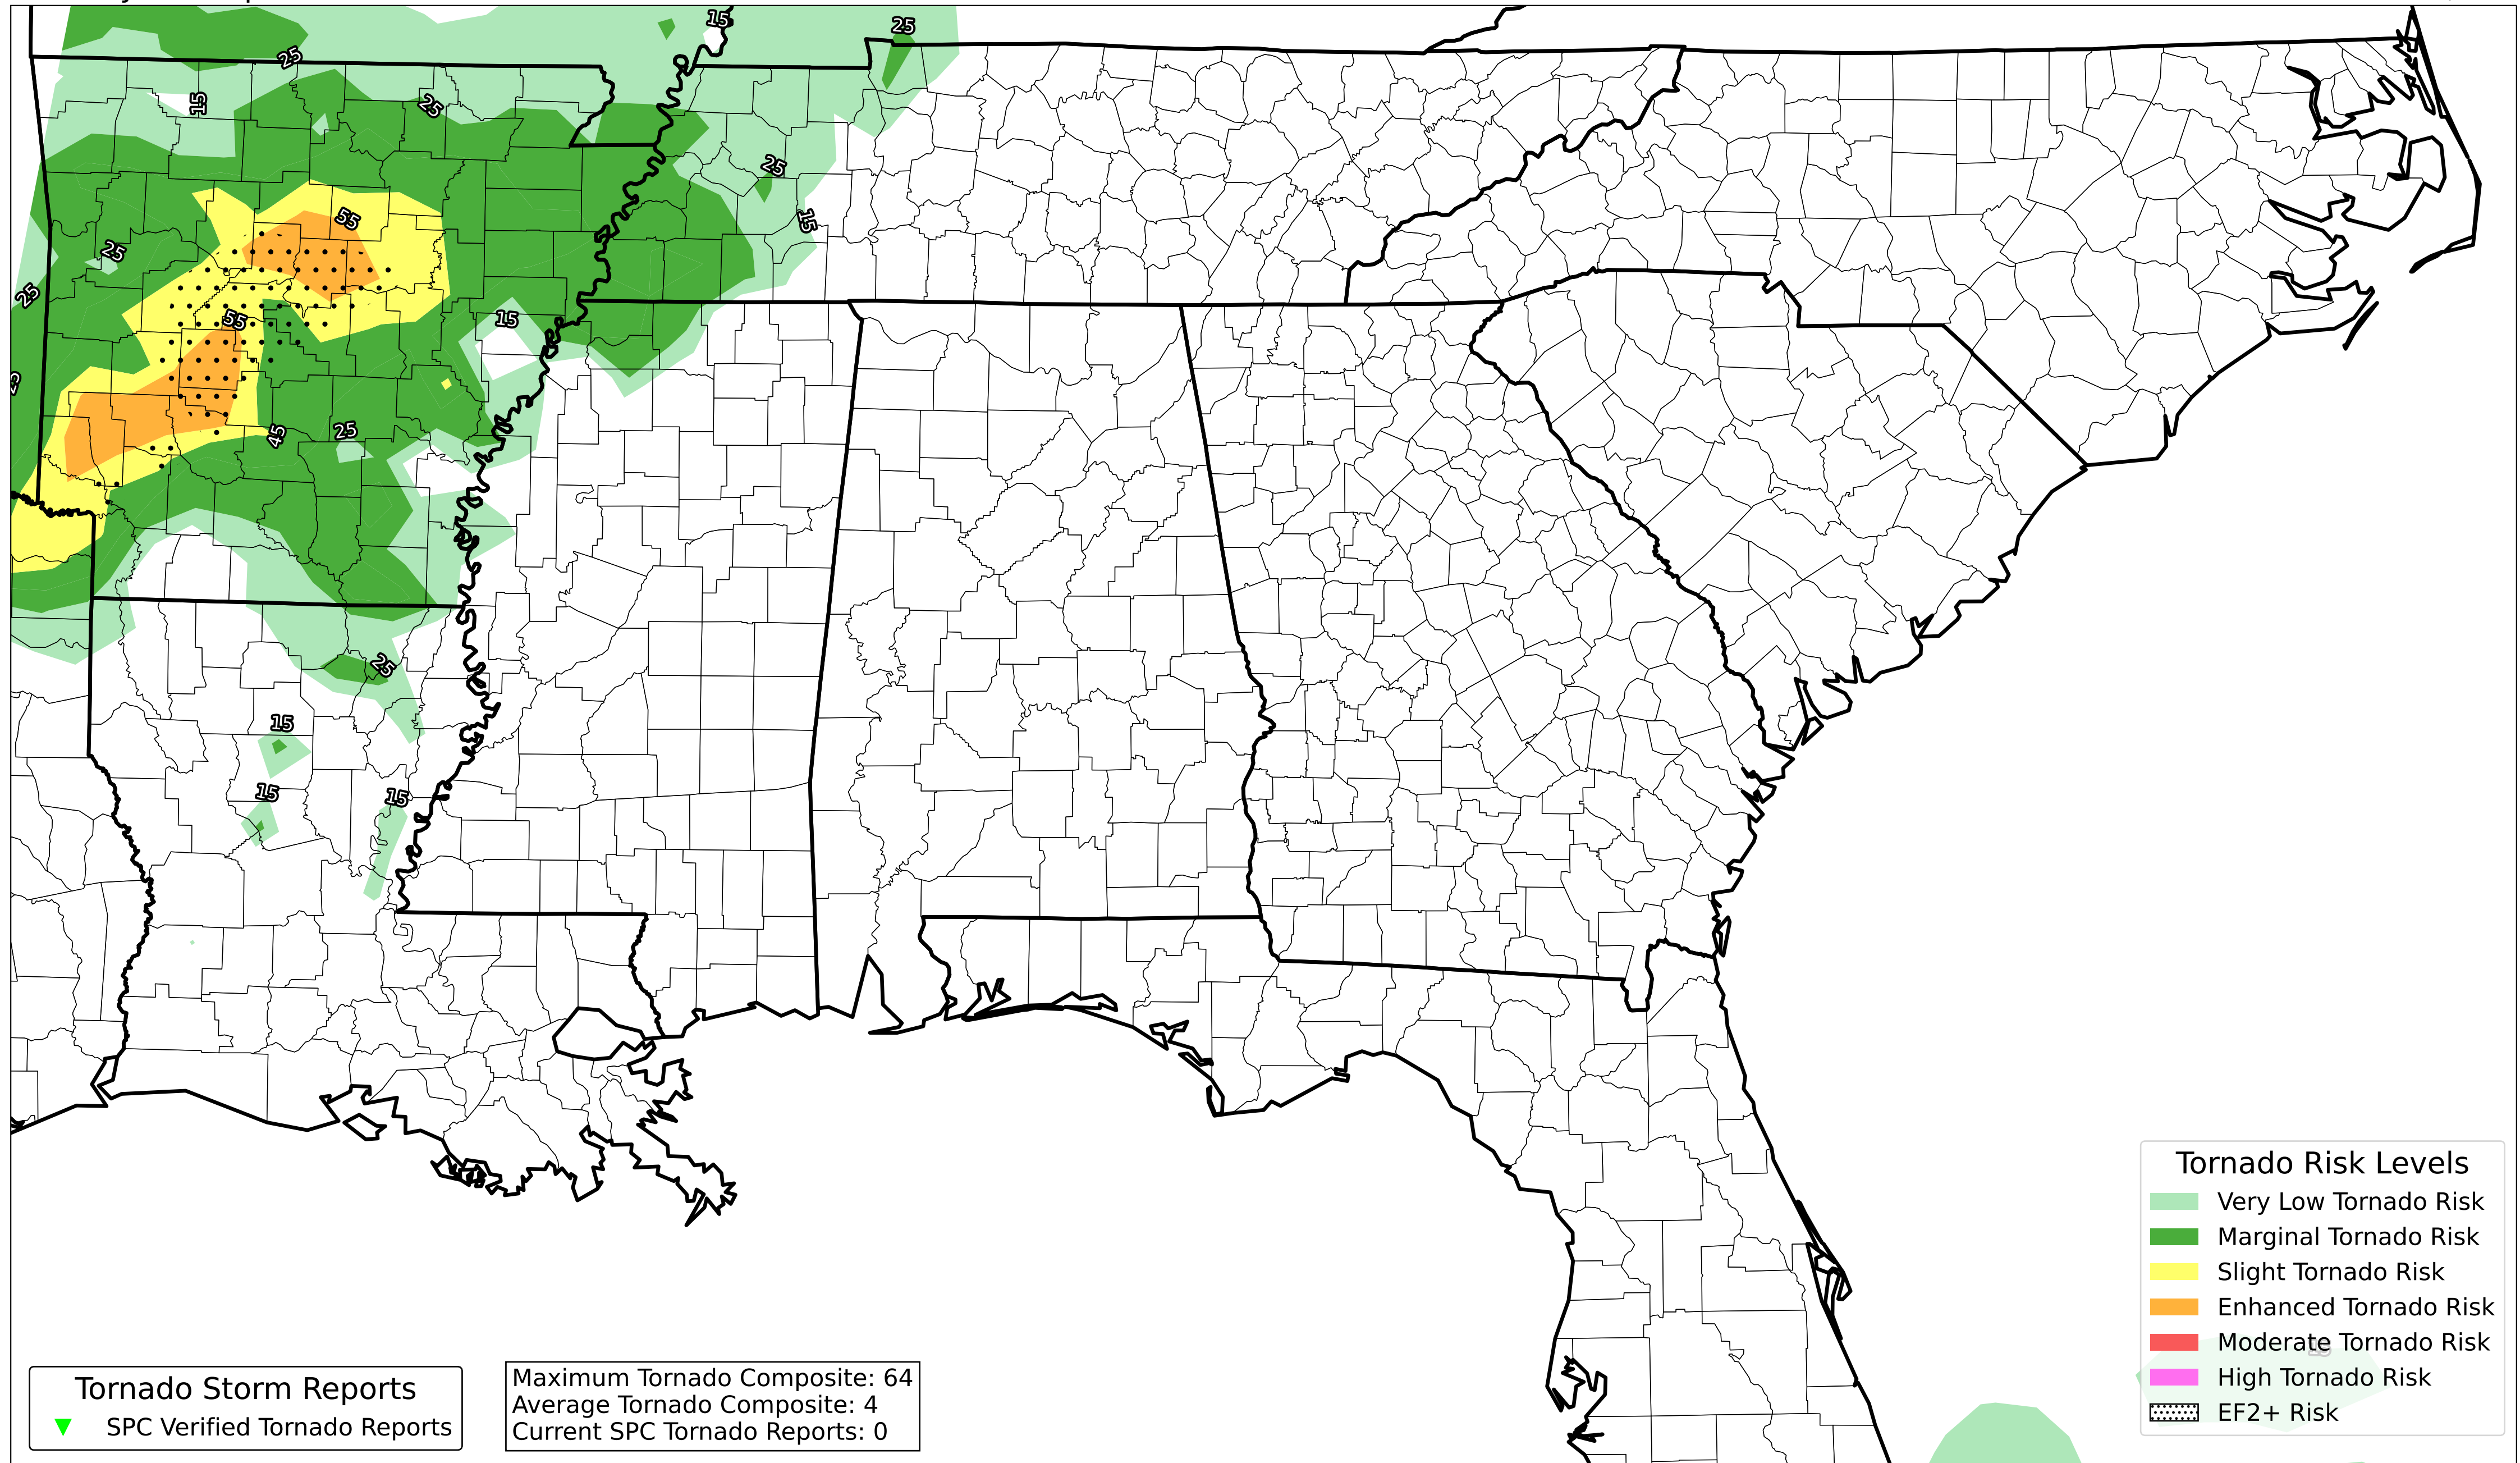 15
25
25
15
25
25
15
55
25
25
55
15
45
25
25
15
15
15
Tornado Risk Levels
Very Low Tornado Risk
Marginal Tornado Risk
Slight Tornado Risk
Enhanced Tornado Risk
Moderate Tornado Risk
High Tornado Risk
EF2+ Risk
Tornado Storm Reports
SPC Verified Tornado Reports
Maximum Tornado Composite: 64
Average Tornado Composite: 4
Current SPC Tornado Reports: 0